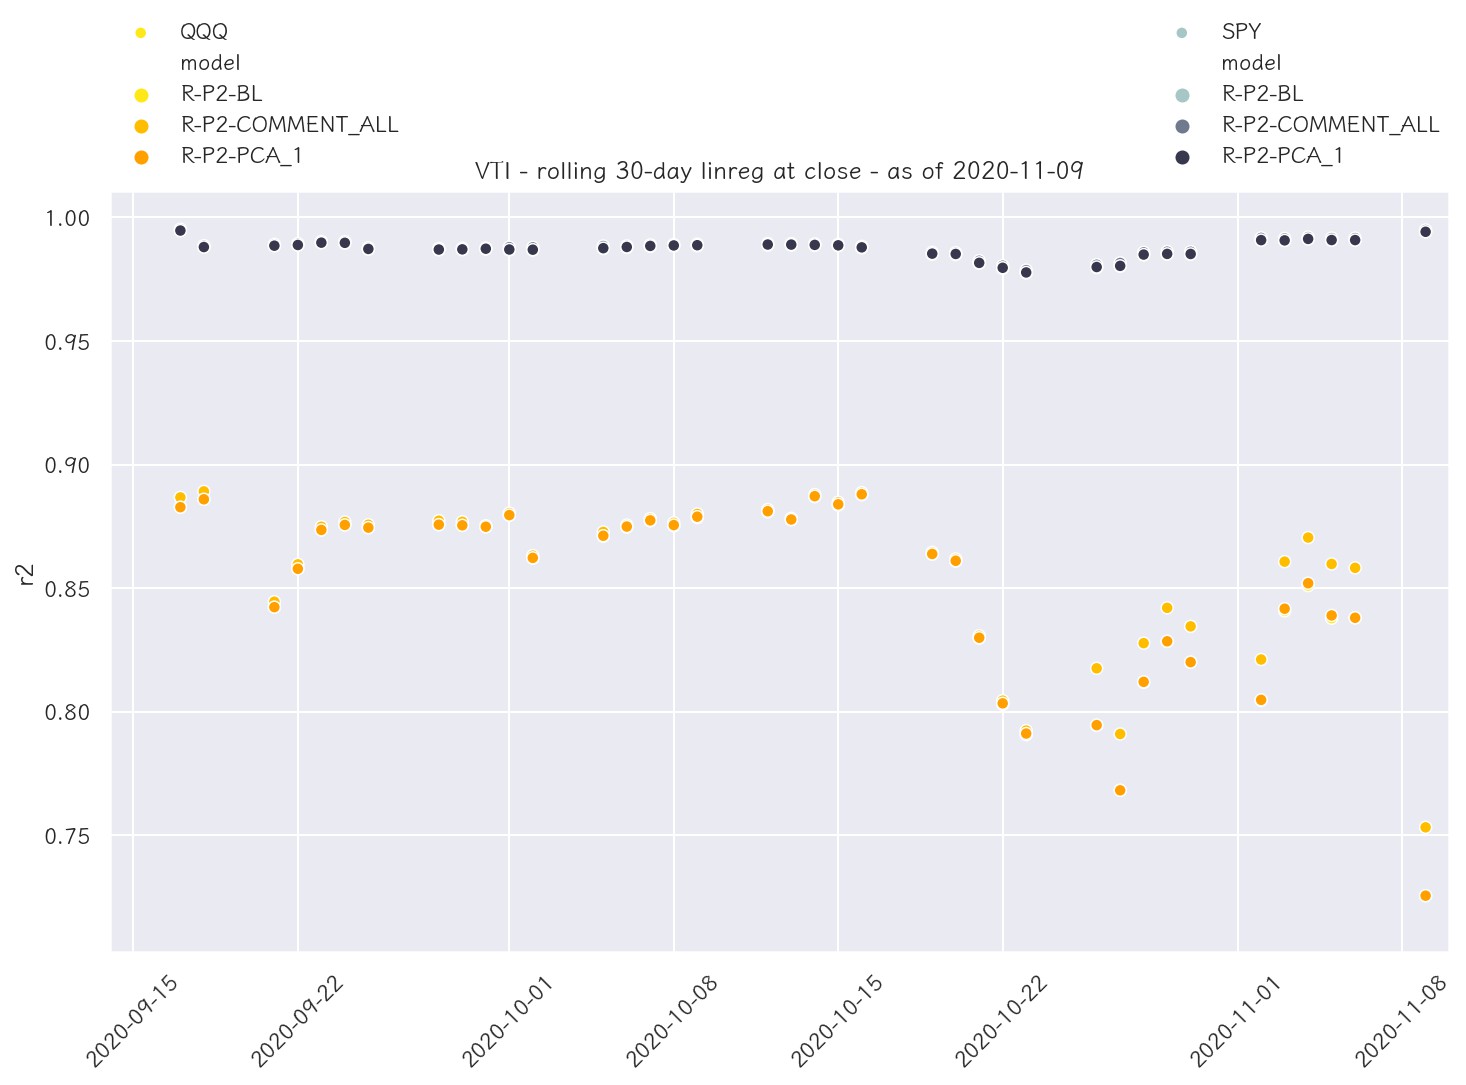 QQQ
model
R-P2-BL
R-P2-COMMENT_ALL
R-P2-PCA_1
SPY
model
R-P2-BL
R-P2-COMMENT_ALL
R-P2-PCA_1
VTI - rolling 30-day linreg at close - as of 2020-11-09
1.00
0.95
0.90
0.85
0.80
0.75
r2
2020-09-15
2020-09-22
2020-10-01
2020-10-08
2020-10-15
2020-10-22
2020-11-01
2020-11-08